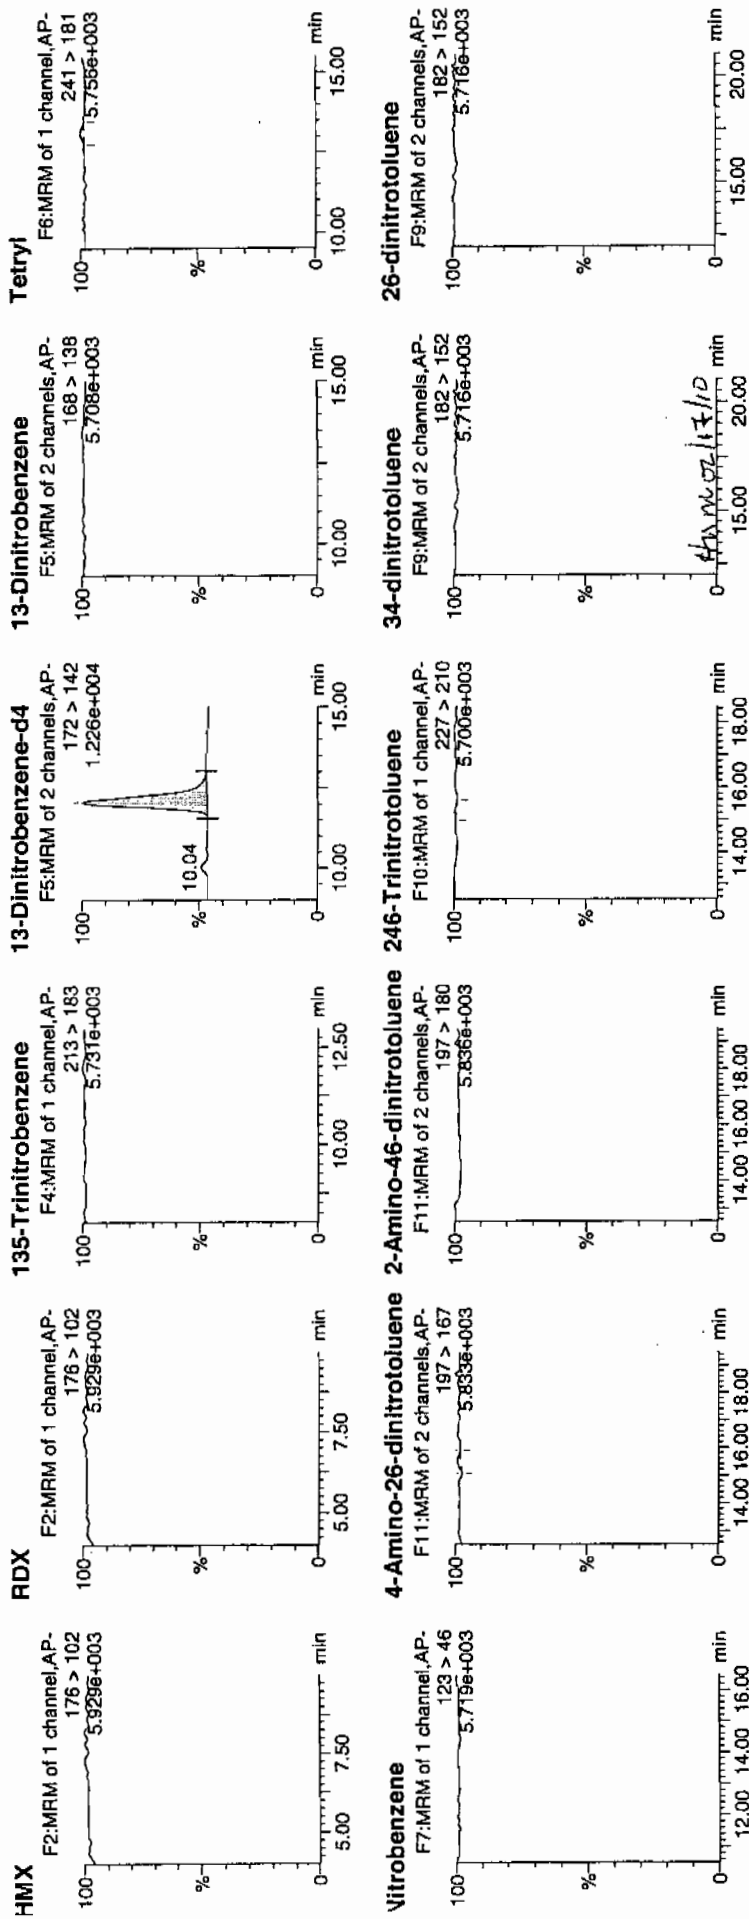 HMX
F2:MRM of 1 channel,AP-
176 > 102
5.929e+003
100
%
0
5.00
7.50
min
RDX
F2:MRM of 1 channel,AP-
176 > 102
5.929e+003
100
%
0
5.00
7.50
min
135-Trinitrobenzene
F4:MRM of 1 channel,AP-
213 > 183
5.731e+003
100
%
0
10.00
12.50
min
13-Dinitrobenzene-d4
F5:MRM of 2 channels,AP-
172 > 142
1.226e+004
100
10.04
%
0
10.00
15.00
min
13-Dinitrobenzene
F5:MRM of 2 channels,AP-
168 > 138
5.708e+003
100
%
0
10.00
15.00
min
Tetryl
F6:MRM of 1 channel,AP-
241 > 181
5.756e+003
100
%
0
10.00
15.00
min
Nitrobenzene
F7:MRM of 1 channel,AP-
123 > 46
5.719e+003
100
%
0
12.00 14.00 16.00
min
4-Amino-26-dinitrotoluene
F11:MRM of 2 channels,AP-
197 > 167
5.833e+003
100
%
0
14.00 16.00 18.00
min
2-Amino-46-dinitrotoluene
F11:MRM of 2 channels,AP-
197 > 180
5.836e+003
100
%
0
14.00 16.00 18.00
min
246-Trinitrotoluene
F10:MRM of 1 channel,AP-
227 > 210
5.700e+003
100
%
0
14.00 16.00 18.00
min
34-dinitrotoluene
F9:MRM of 2 channels,AP-
182 > 152
5.716e+003
100
%
02/17/10
0
15.00
20.00
min
26-dinitrotoluene
F9:MRM of 2 channels,AP-
182 > 152
5.716e+003
100
%
0
15.00
20.00
min